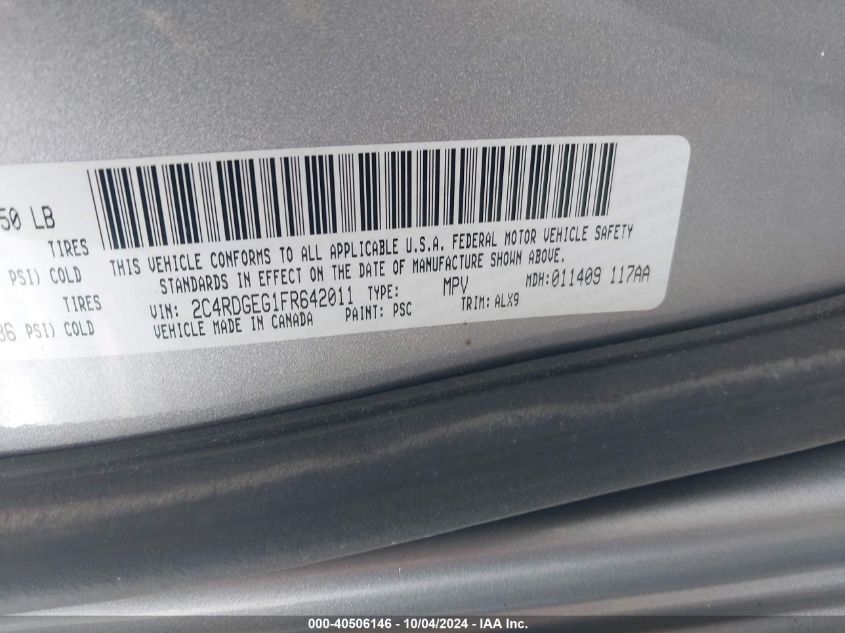 50 LB
TIRES
PSI) COLD
TIRES
36 PSI) COLD
THIS VEHICLE CONFORMS TO ALL APPLICABLE U.S.A. FEDERAL MOTOR VEHICLE SAFETY
STANDARDS IN EFFECT ON THE DATE OF MANUFACTURE SHOWN ABOVE.
VIN: 2C4RDGEG1FR642011 TYPE: MPV MDH:011409 117AA
VEHICLE MADE IN CANADA PAINT: PSC TRIM: ALX9
000-40506146 - 10/04/2024 - IAA Inc.